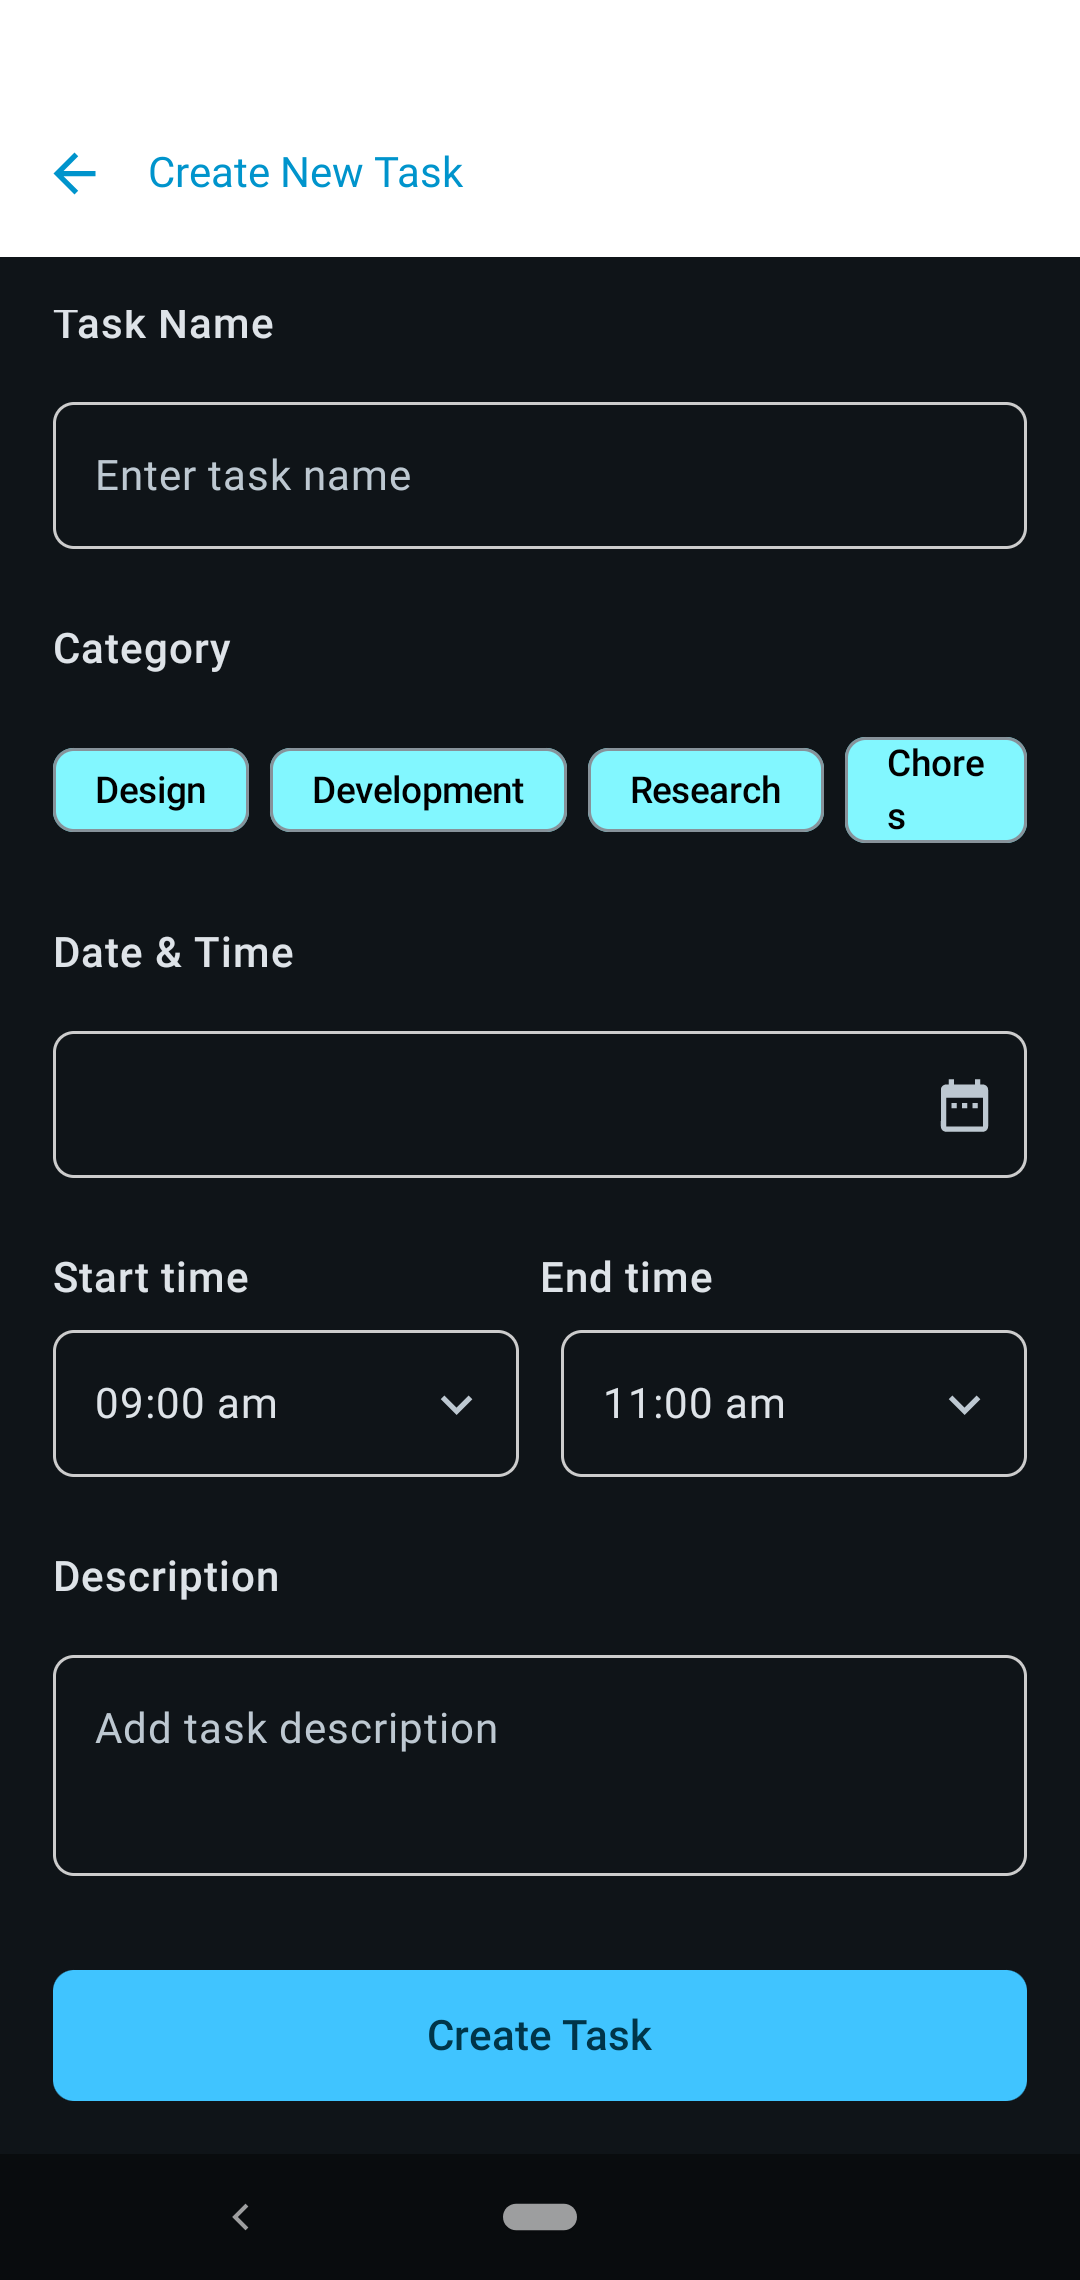 Create New Task
Task Name
Enter task name
Category
Design Development Research Chore
s
Date & Time
Start time End time
09:00 am 11:00 am
Description
Add task description
Create Task